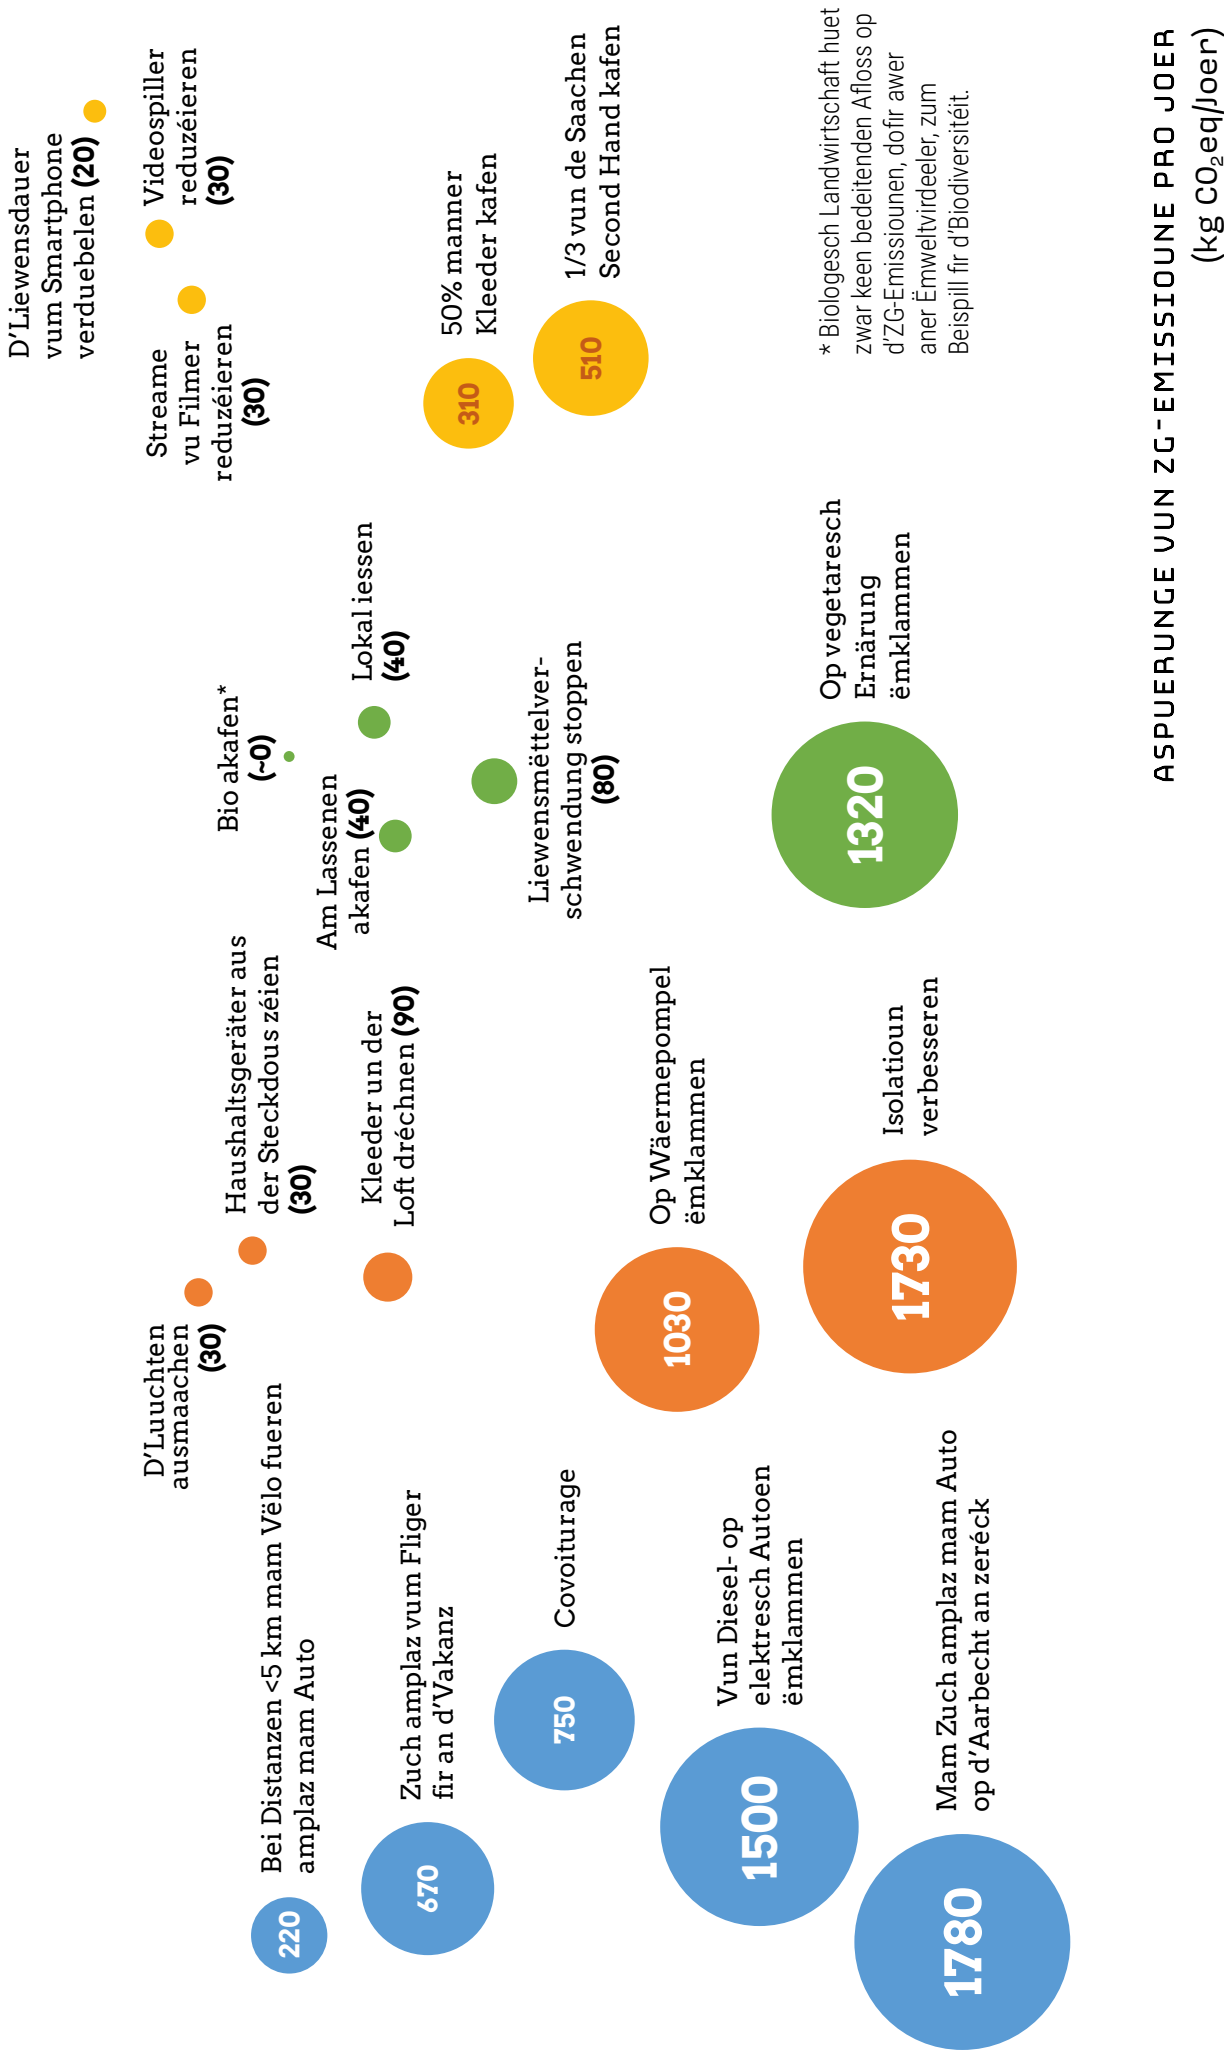 D'Liewensdauer
vum Smartphone
verduebelen (20)
Videospiller
reduzéieren
(30)
Streame
vu Filmer
reduzéieren
(30)
50% manner
Kleeder kafen
310
1/3 vun de Saachen
Second Hand kafen
510
* Biologesch Landwirtschaft huet
zwar keen bedeitenden Afloss op
d'ZG-Emissiounen, dofir awer
aner Ëmweltvirdeeler, zum
Beispill fir d'Biodiversitéit.
Bio akafen*
(~0)
Lokal iessen
(40)
Am Lassenen
akafen (40)
Liewensmëttelver-
schwendung stoppen
(80)
Op vegetaresch
Ernärung
ëmklammen
1320
D'Luuchten
ausmaachen
(30)
Haushaltsgeräter aus
der Steckdous zéien
(30)
Kleeder un der
Loft dréchnen (90)
Op Wäermepompel
ëmklammen
1030
Isolatioun
verbesseren
1730
Bei Distanzen <5 km mam Vëlo fueren
amplaz mam Auto
220
Zuch amplaz vum Fliger
fir an d'Vakanz
670
Covoiturage
750
Vun Diesel- op
elektresch Autoen
ëmklammen
1500
Mam Zuch amplaz mam Auto
op d'Aarbecht an zeréck
1780
ASPUERUNGE VUN ZG-EMISSIOUNE PRO JOER
(kg CO₂eq/Joer)